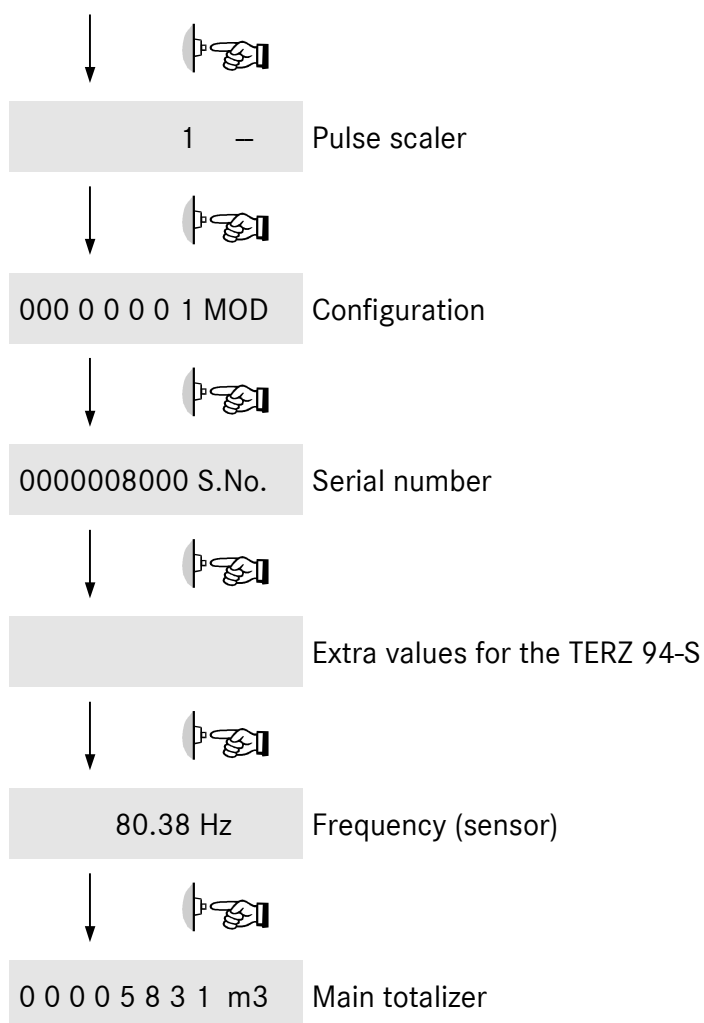 1 – Pulse scaler
000 0 0 0 0 1 MOD Configuration
0000008000 S.No. Serial number
Extra values for the TERZ 94-S
80.38 Hz Frequency (sensor)
0 0 0 0 5 8 3 1 m3 Main totalizer